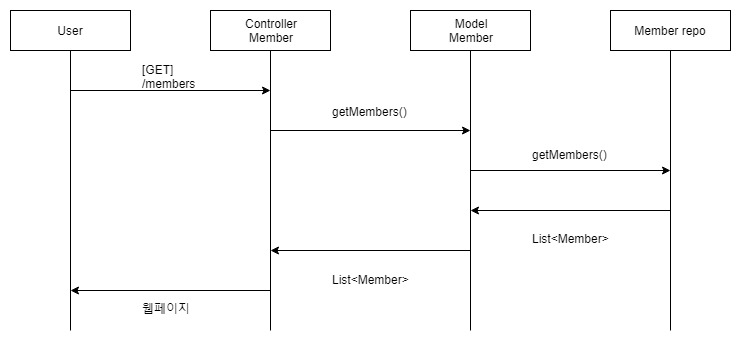 User
Controller
Member
Model
Member
Member repo
[GET]
/members
getMembers()
getMembers()
List<Member>
List<Member>
웹페이지